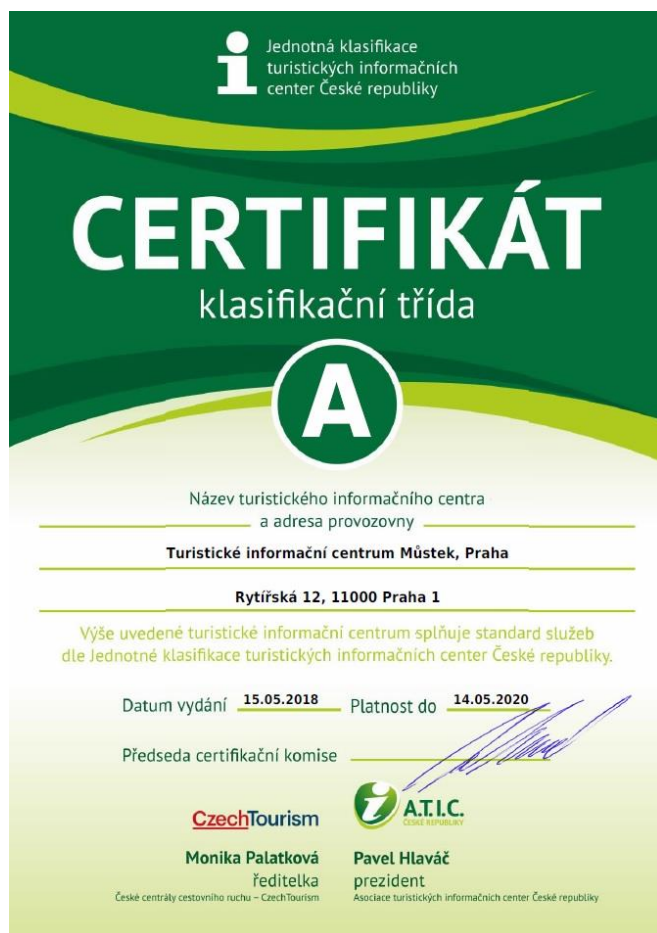 Jednotná klasifikace
turistických informačních
center České republiky
CERTIFIKÁT
klasifikační třída
A
Název turistického informačního centra
a adresa provozovny
Turistické informační centrum Můstek, Praha
Rytířská 12, 11000 Praha 1
Výše uvedené turistické informační centrum splňuje standard služeb
dle Jednotné klasifikace turistických informačních center České republiky.
Datum vydání 15.05.2018 Platnost do 14.05.2020
Předseda certifikační komise
CzechTourism
A.T.I.C.
ČESKÉ REPUBLIKY
Monika Palatková
ředitelka
České centrály cestovního ruchu – CzechTourism
Pavel Hlaváč
prezident
Asociace turistických informačních center České republiky